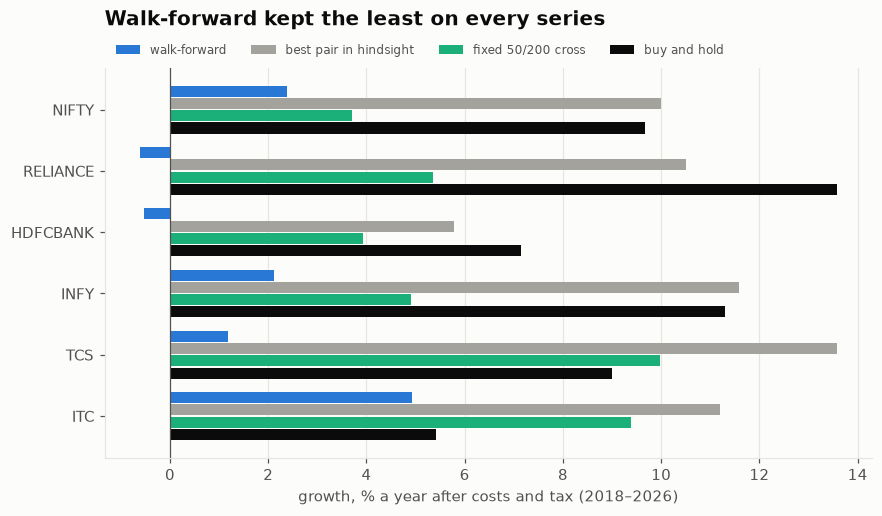 Walk-forward kept the least on every series
walk-forward best pair in hindsight fixed 50/200 cross buy and hold
NIFTY
RELIANCE
HDFCBANK
INFY
TCS
ITC
0 2 4 6 8 10 12 14
growth, % a year after costs and tax (2018–2026)